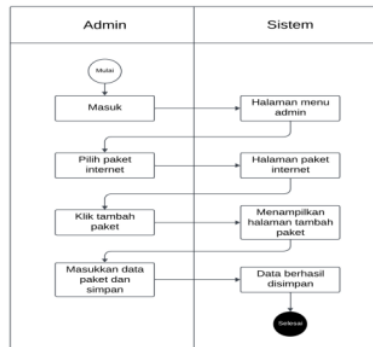 Admin
Sistem
Mulai
Masuk
Halaman menu
admin
Pilih paket
internet
Halaman paket
internet
Klik tambah
paket
Menampilkan
halaman tambah
paket
Masukkan data
paket dan
simpan
Data berhasil
disimpan
Selesai